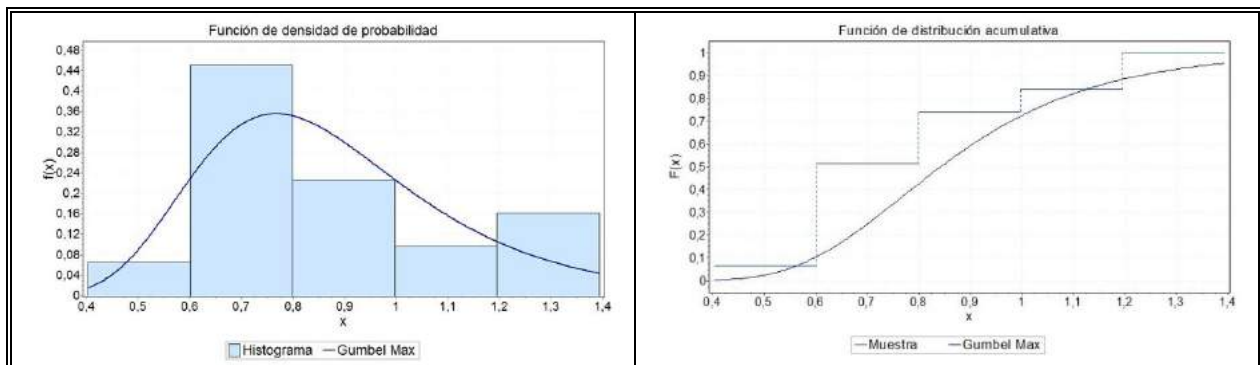 Función de densidad de probabilidad
0,48
0,44
0,4
0,36
0,32
0,28
0,24
0,2
0,16
0,12
0,08
0,04
0
f(x)
0,4 0,5 0,6 0,7 0,8 0,9 1 1,1 1,2 1,3 1,4
x
Histograma Gumbel Max
Función de distribución acumulativa
1
0,9
0,8
0,7
0,6
0,5
0,4
0,3
0,2
0,1
0
F(x)
0,4 0,5 0,6 0,7 0,8 0,9 1 1,1 1,2 1,3 1,4
x
Muestra Gumbel Max